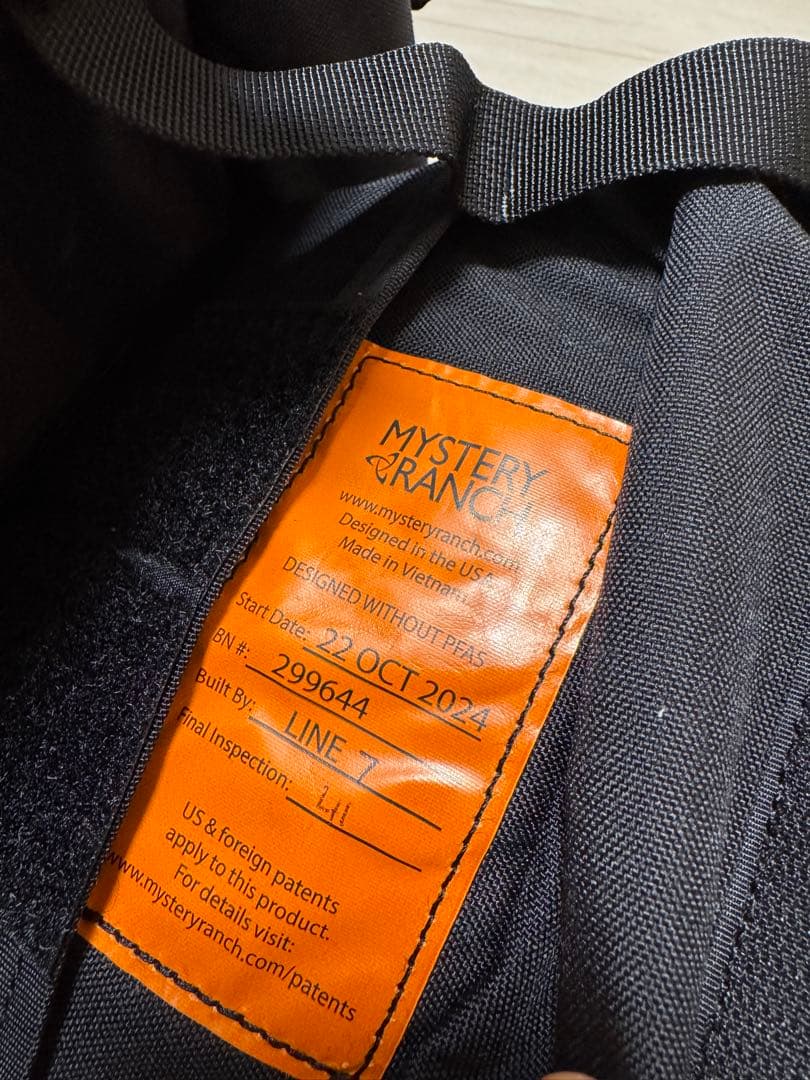 MYSTERY
RANCH
www.mysteryranch.com
Designed in the USA
Made in Vietnam
DESIGNED WITHOUT PFAS
Start Date: 22 OCT 2024
BN #: 299644
Built By: LINE 7
Final Inspection:
US & foreign patents
apply to this product.
For details visit:
www.mysteryranch.com/patents